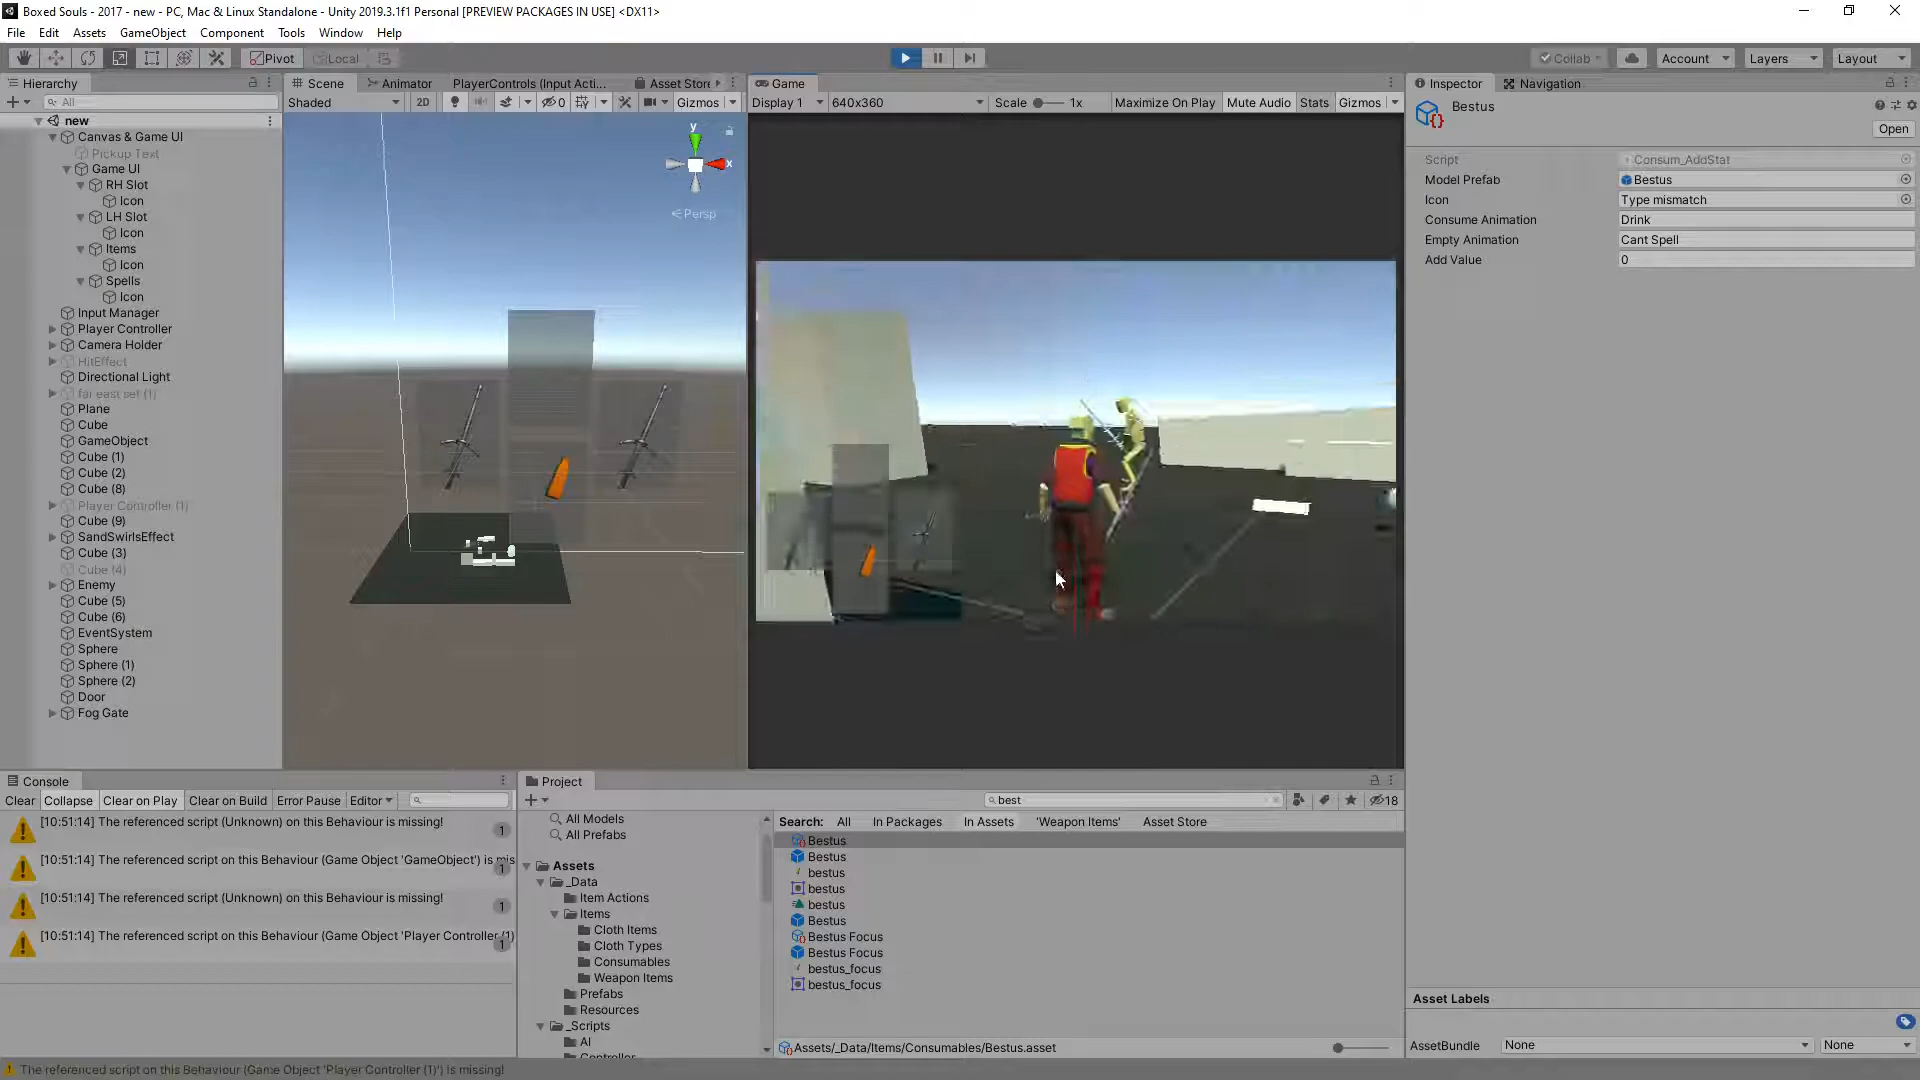 Boxed Souls - 2017 - new - PC, Mac & Linux Standalone - Unity 2019.3.1f1 Personal [PREVIEW PACKAGES IN USE] <DX11>
File Edit Assets GameObject Component Tools Window Help
Pivot Local Collab Account Layers Layout
Hierarchy
All
new
Canvas & Game UI
Pickup Text
Game UI
RH Slot
Icon
LH Slot
Icon
Items
Icon
Spells
Icon
Input Manager
Player Controller
Camera Holder
HitEffect
Directional Light
far east set (1)
Plane
Cube
GameObject
Cube (1)
Cube (2)
Cube (8)
Player Controller (1)
Cube (9)
SandSwirlsEffect
Cube (3)
Cube (4)
Enemy
Cube (5)
Cube (6)
EventSystem
Sphere
Sphere (1)
Sphere (2)
Door
Fog Gate
Scene Animator PlayerControls (Input Acti... Asset Store
Shaded 2D 0 Gizmos
y
x
Persp
Game
Display 1 640x360 Scale 1x Maximize On Play Mute Audio Stats Gizmos
Inspector Navigation
Bestus
Open
Script Consum_AddStat
Model Prefab Bestus
Icon Type mismatch
Consume Animation Drink
Empty Animation Cant Spell
Add Value 0
Asset Labels
AssetBundle None None
Console
Clear Collapse Clear on Play Clear on Build Error Pause Editor
[10:51:14] The referenced script (Unknown) on this Behaviour is missing! 1
[10:51:14] The referenced script on this Behaviour (Game Object 'GameObject') is mis 1
[10:51:14] The referenced script (Unknown) on this Behaviour is missing! 1
[10:51:14] The referenced script on this Behaviour (Game Object 'Player Controller (1) 1
Project
best 18
All Models
All Prefabs
Assets
_Data
Item Actions
Items
Cloth Items
Cloth Types
Consumables
Weapon Items
Prefabs
Resources
_Scripts
AI
Controller
Search: All In Packages In Assets 'Weapon Items' Asset Store
Bestus
Bestus
bestus
bestus
bestus
Bestus
Bestus Focus
Bestus Focus
bestus_focus
bestus_focus
Assets/_Data/Items/Consumables/Bestus.asset
The referenced script on this Behaviour (Game Object 'Player Controller (1)') is missing!